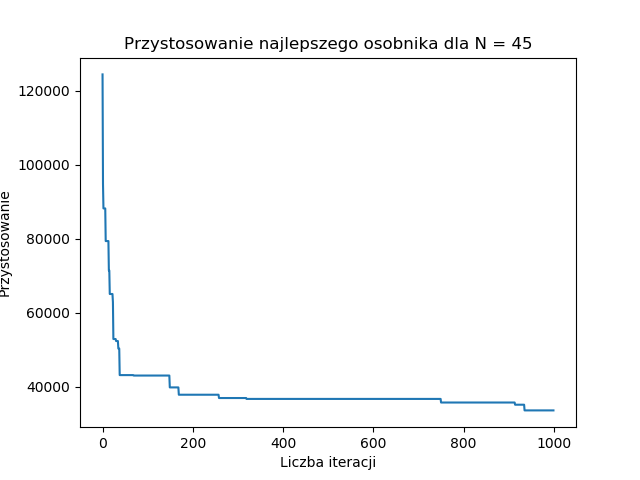 Przystosowanie najlepszego osobnika dla N = 45
120000
100000
80000
60000
40000
Przystosowanie
0 200 400 600 800 1000
Liczba iteracji